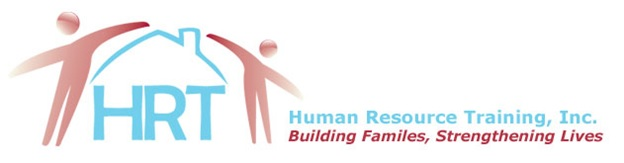 HRT
Human Resource Training, Inc.
Building Familes, Strengthening Lives